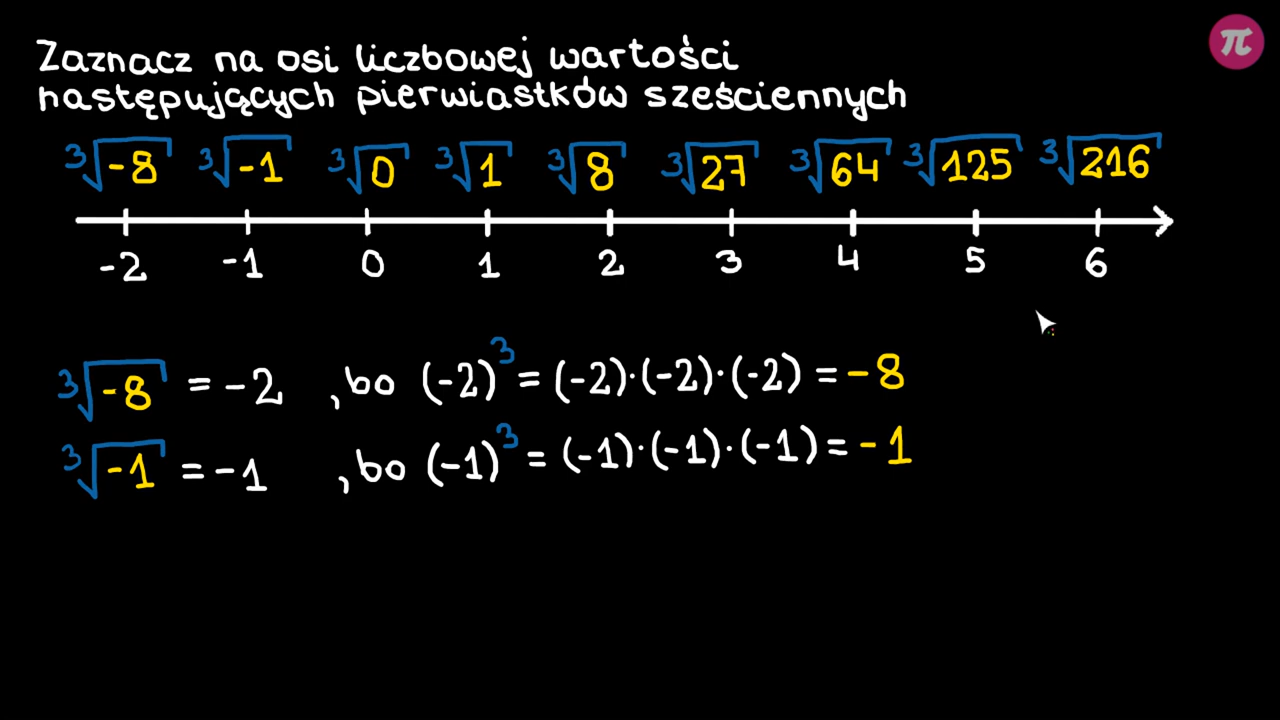 Zaznacz na osi liczbowej wartości
następujących pierwiastków sześciennych
π
∛-8 ∛-1 ∛0 ∛1 ∛8 ∛27 ∛64 ∛125 ∛216
-2 -1 0 1 2 3 4 5 6
∛-8 = -2 , bo (-2)³ = (-2)·(-2)·(-2) = -8
∛-1 = -1 , bo (-1)³ = (-1)·(-1)·(-1) = -1